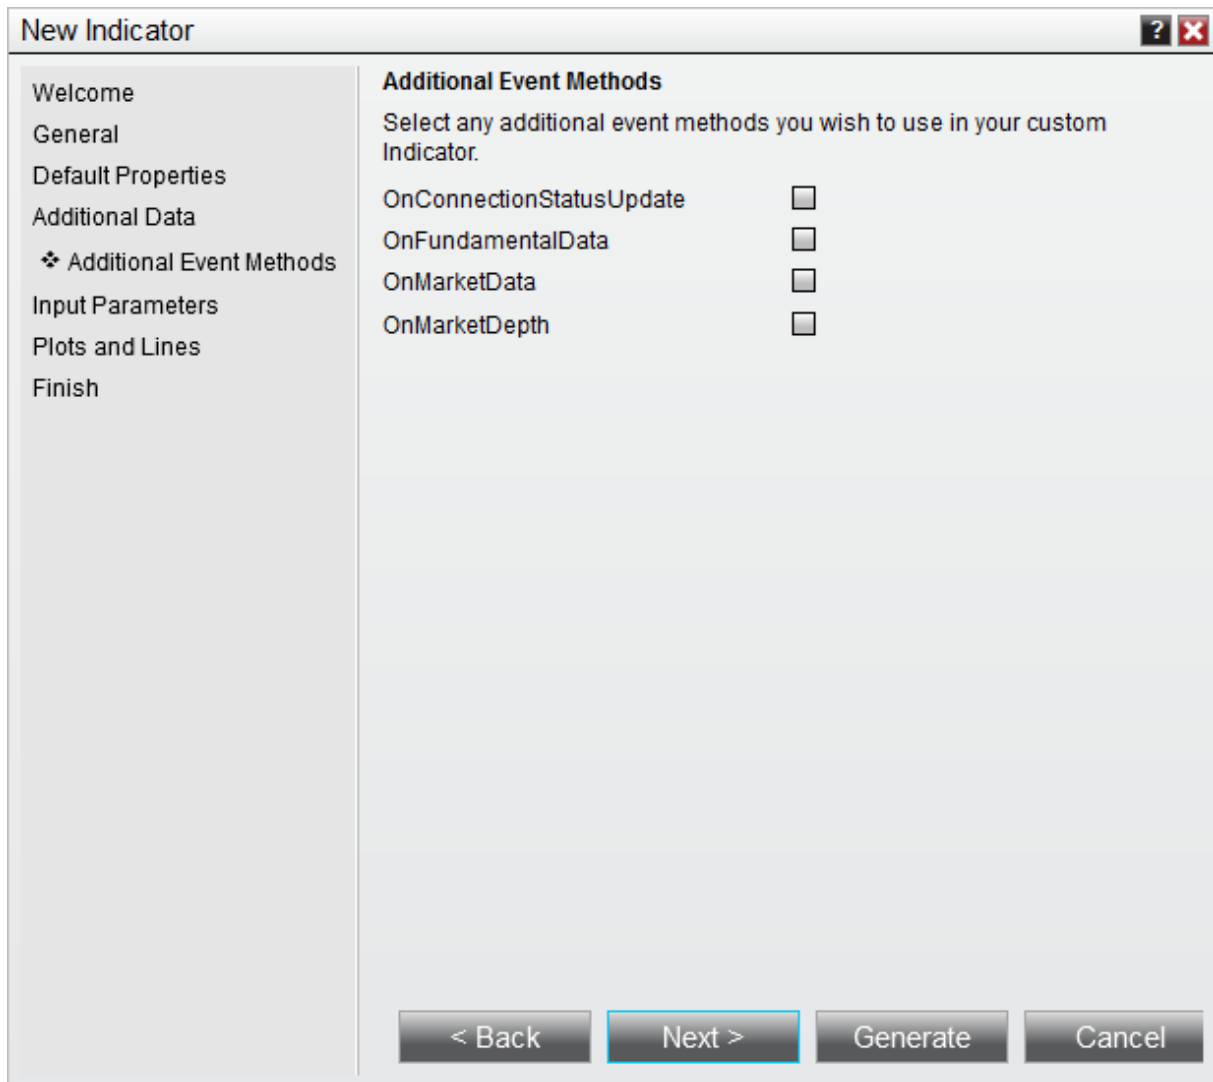 New Indicator
?
Welcome
General
Default Properties
Additional Data
Additional Event Methods
Input Parameters
Plots and Lines
Finish
Additional Event Methods
Select any additional event methods you wish to use in your custom
Indicator.
OnConnectionStatusUpdate
OnFundamentalData
OnMarketData
OnMarketDepth
< Back
Next >
Generate
Cancel